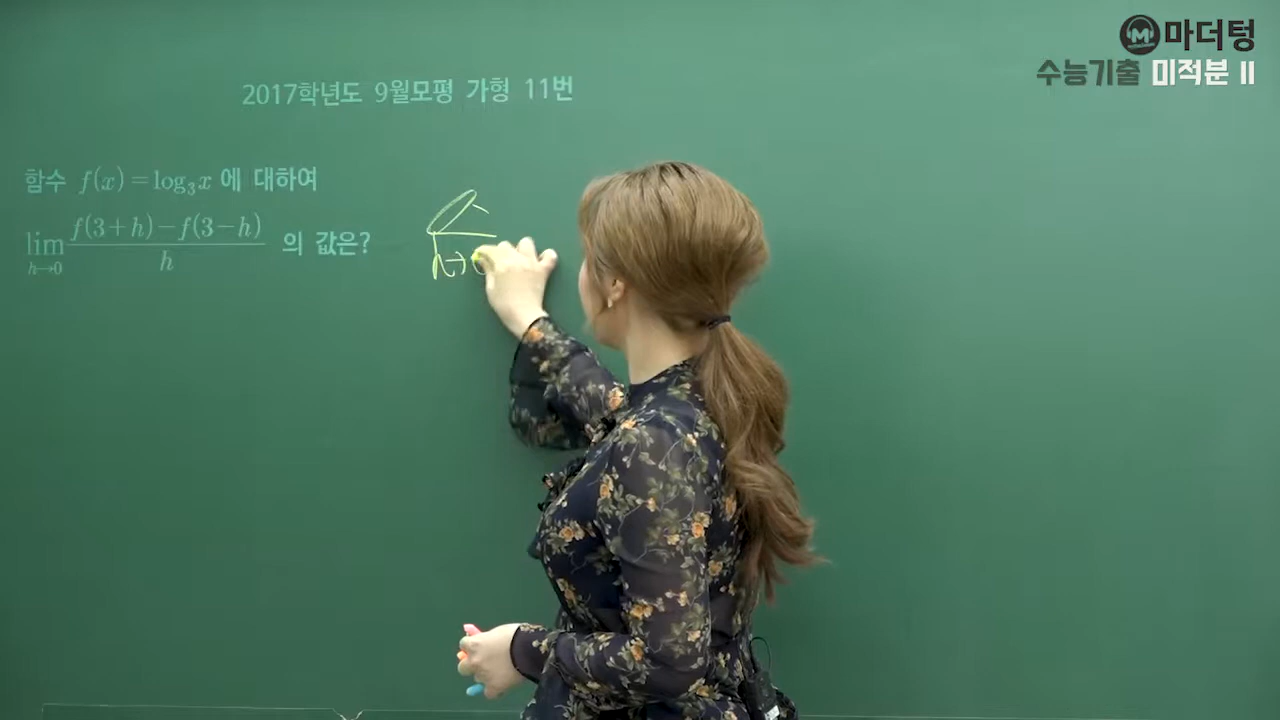 마더텅
수능기출 미적분 II
2017학년도 9월모평 가형 11번
함수 f(x)=log₃x 에 대하여
lim h→0 f(3+h)−f(3−h) / h 의 값은?
h→